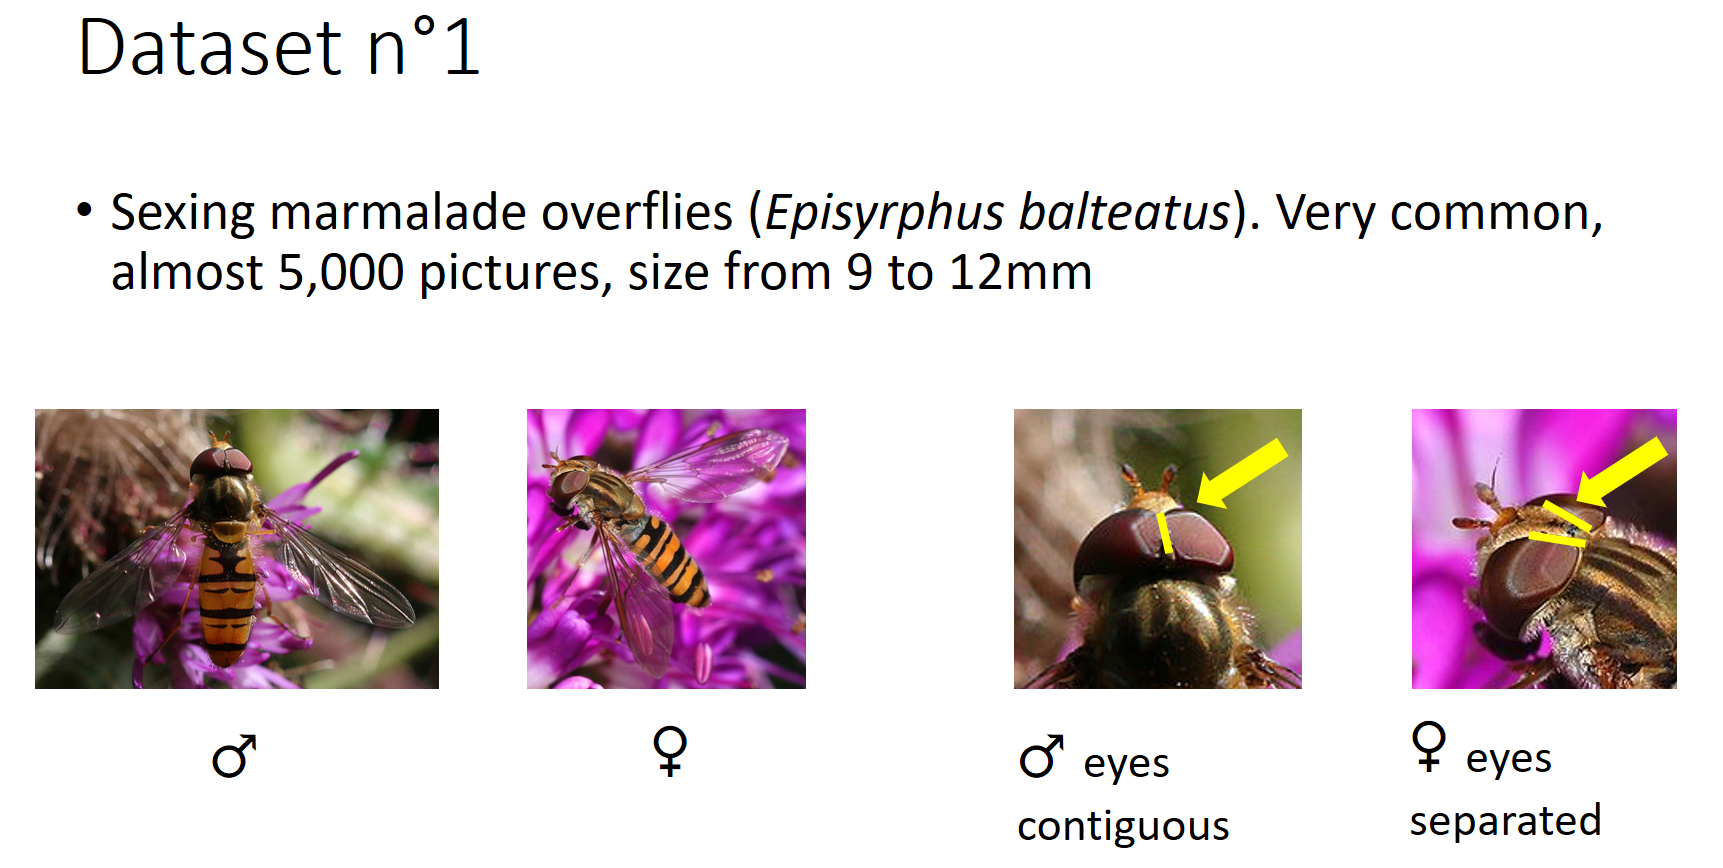 Dataset n°1
• Sexing marmalade overflies (Episyrphus balteatus). Very common,
almost 5,000 pictures, size from 9 to 12mm
♂
♀
♂ eyes
contiguous
♀ eyes
separated